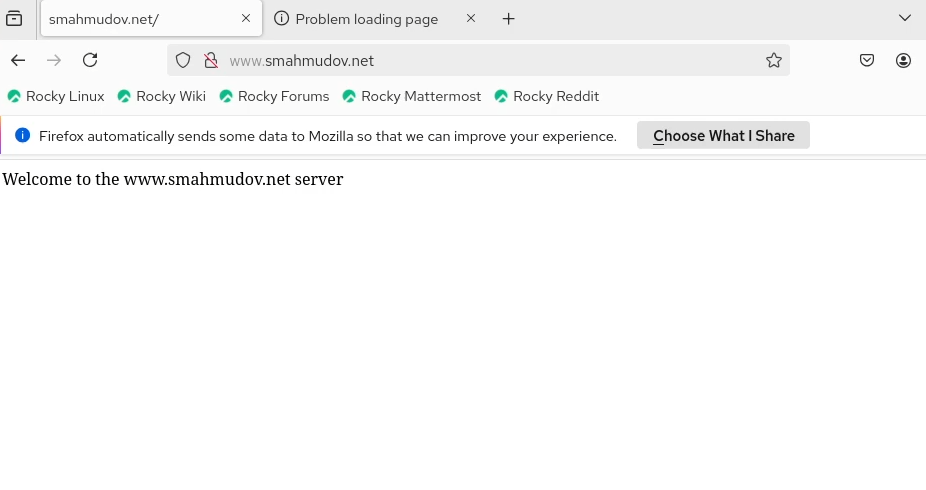 smahmudov.net/
Problem loading page
www.smahmudov.net
Rocky Linux Rocky Wiki Rocky Forums Rocky Mattermost Rocky Reddit
Firefox automatically sends some data to Mozilla so that we can improve your experience. Choose What I Share
Welcome to the www.smahmudov.net server